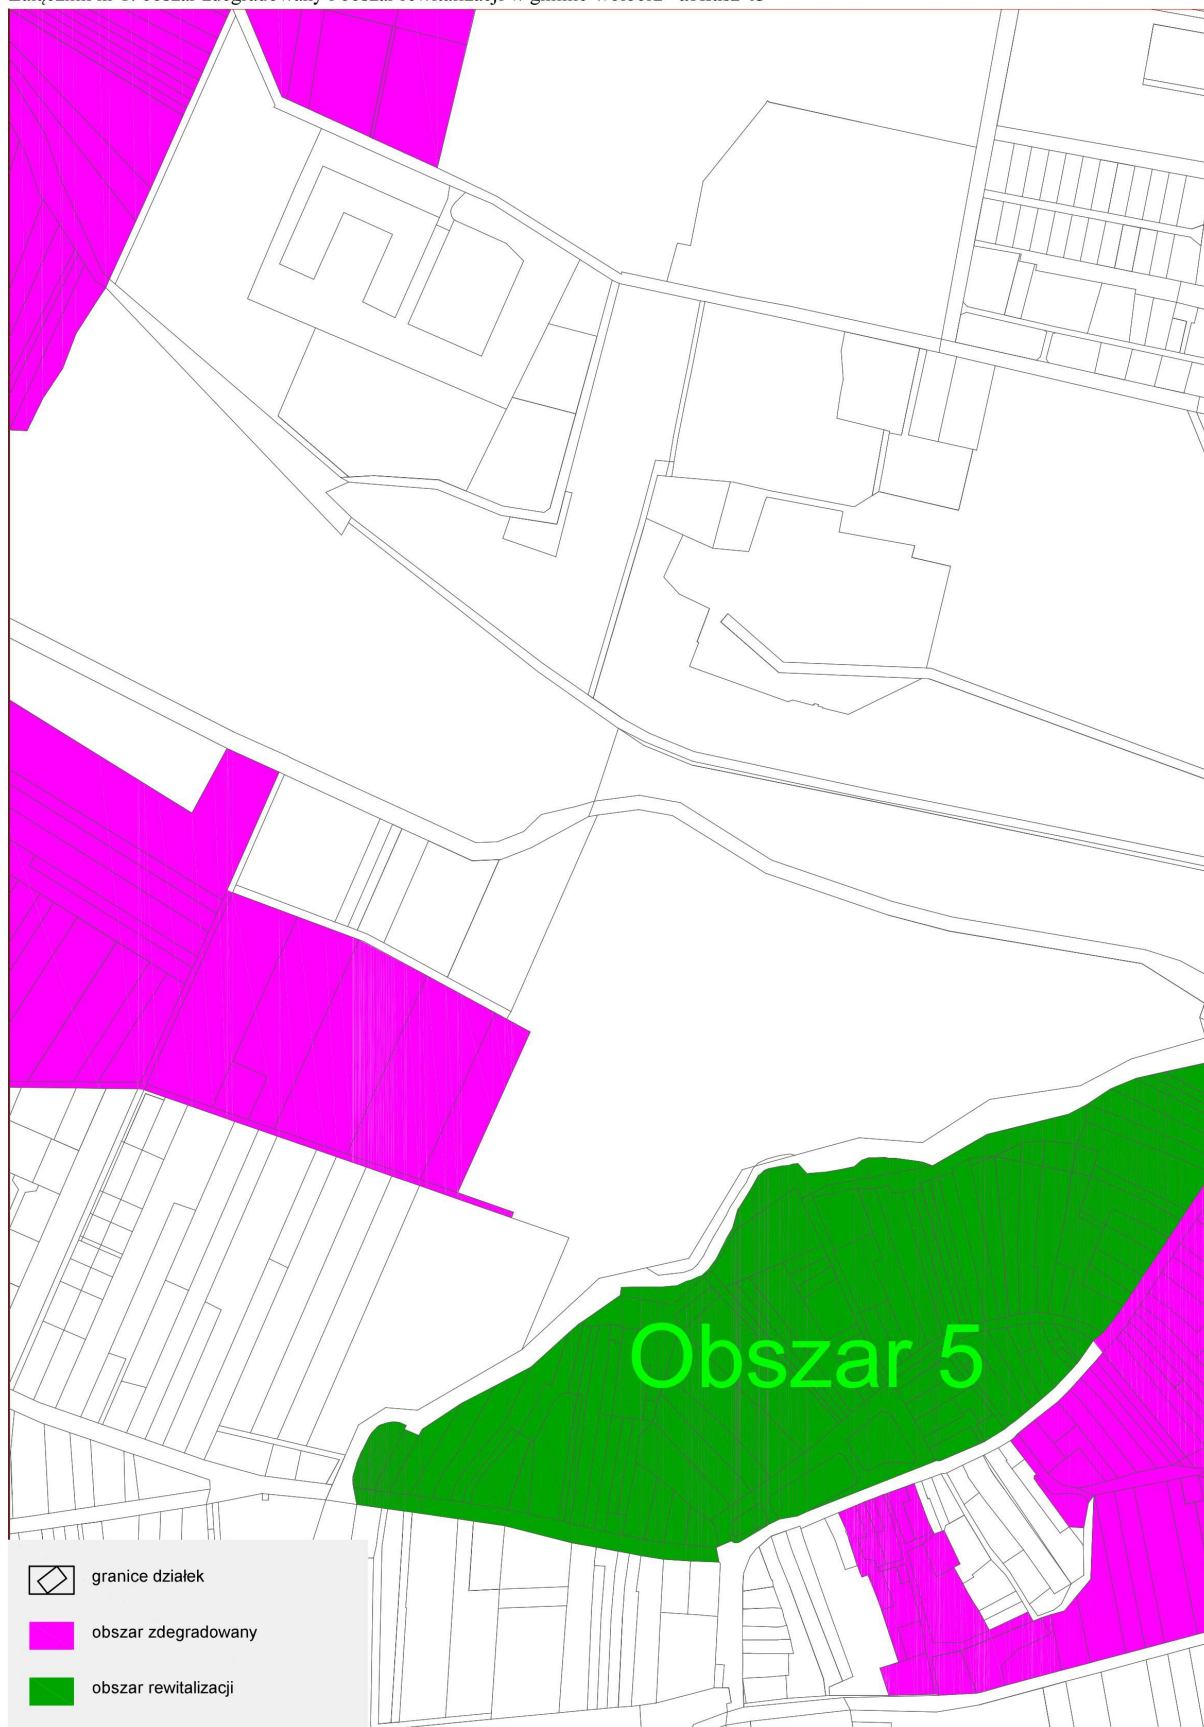 Obszar 5
granice działek
obszar zdegradowany
obszar rewitalizacji